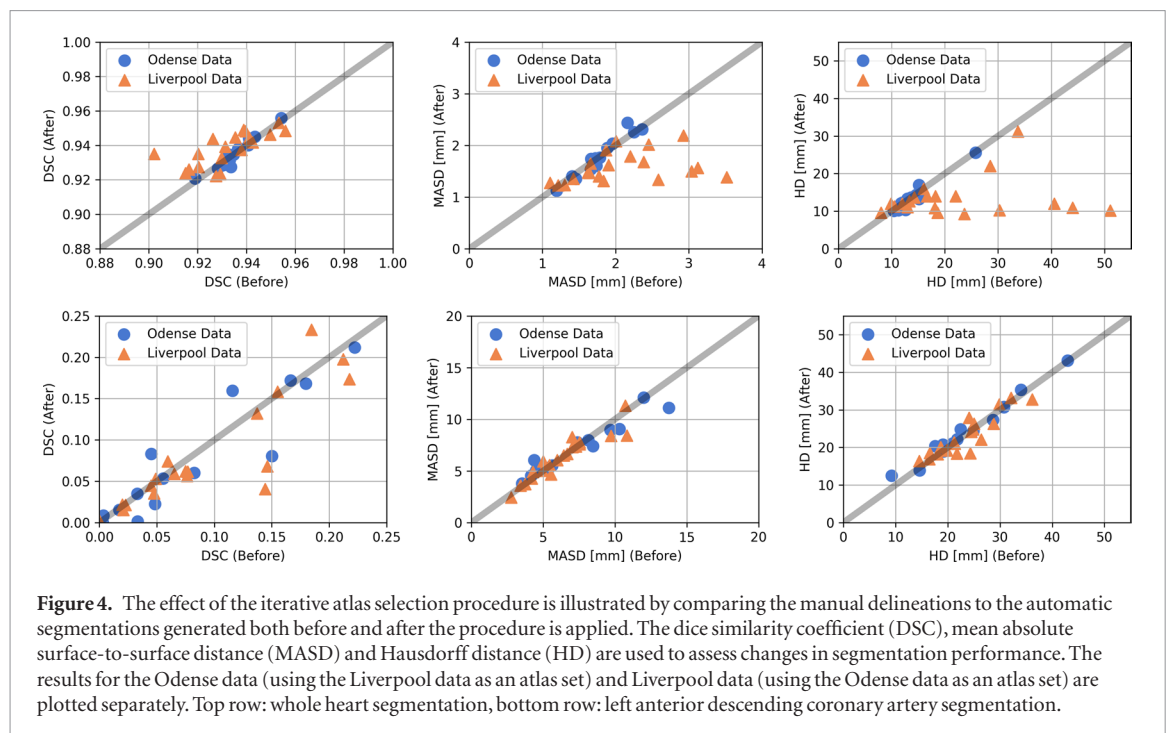 1.00
0.98
0.96
0.94
0.92
0.90
0.88
DSC (After)
Odense Data
Liverpool Data
0.88 0.90 0.92 0.94 0.96 0.98 1.00
DSC (Before)
4
3
2
1
0
MASD [mm] (After)
Odense Data
Liverpool Data
0 1 2 3 4
MASD [mm] (Before)
50
40
30
20
10
0
HD [mm] (After)
Odense Data
Liverpool Data
0 10 20 30 40 50
HD [mm] (Before)
0.25
0.20
0.15
0.10
0.05
0.00
DSC (After)
Odense Data
Liverpool Data
0.00 0.05 0.10 0.15 0.20 0.25
DSC (Before)
20
15
10
5
0
MASD [mm] (After)
Odense Data
Liverpool Data
0 5 10 15 20
MASD [mm] (Before)
50
40
30
20
10
0
HD [mm] (After)
Odense Data
Liverpool Data
0 10 20 30 40 50
HD [mm] (Before)
Figure 4. The effect of the iterative atlas selection procedure is illustrated by comparing the manual delineations to the automatic
segmentations generated both before and after the procedure is applied. The dice similarity coefficient (DSC), mean absolute
surface-to-surface distance (MASD) and Hausdorff distance (HD) are used to assess changes in segmentation performance. The
results for the Odense data (using the Liverpool data as an atlas set) and Liverpool data (using the Odense data as an atlas set) are
plotted separately. Top row: whole heart segmentation, bottom row: left anterior descending coronary artery segmentation.